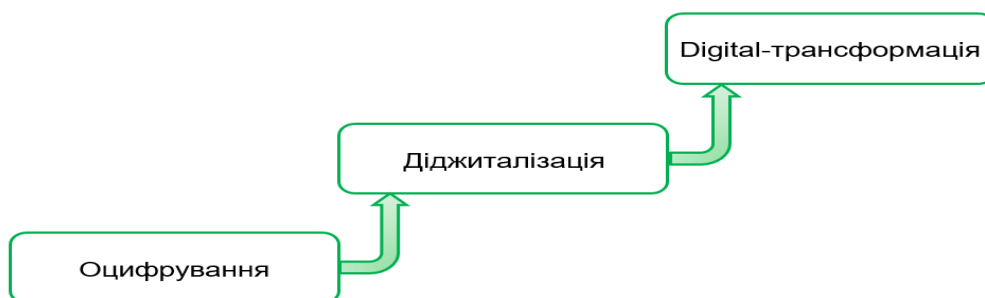 Digital-трансформація
Діджиталізація
Оцифрування